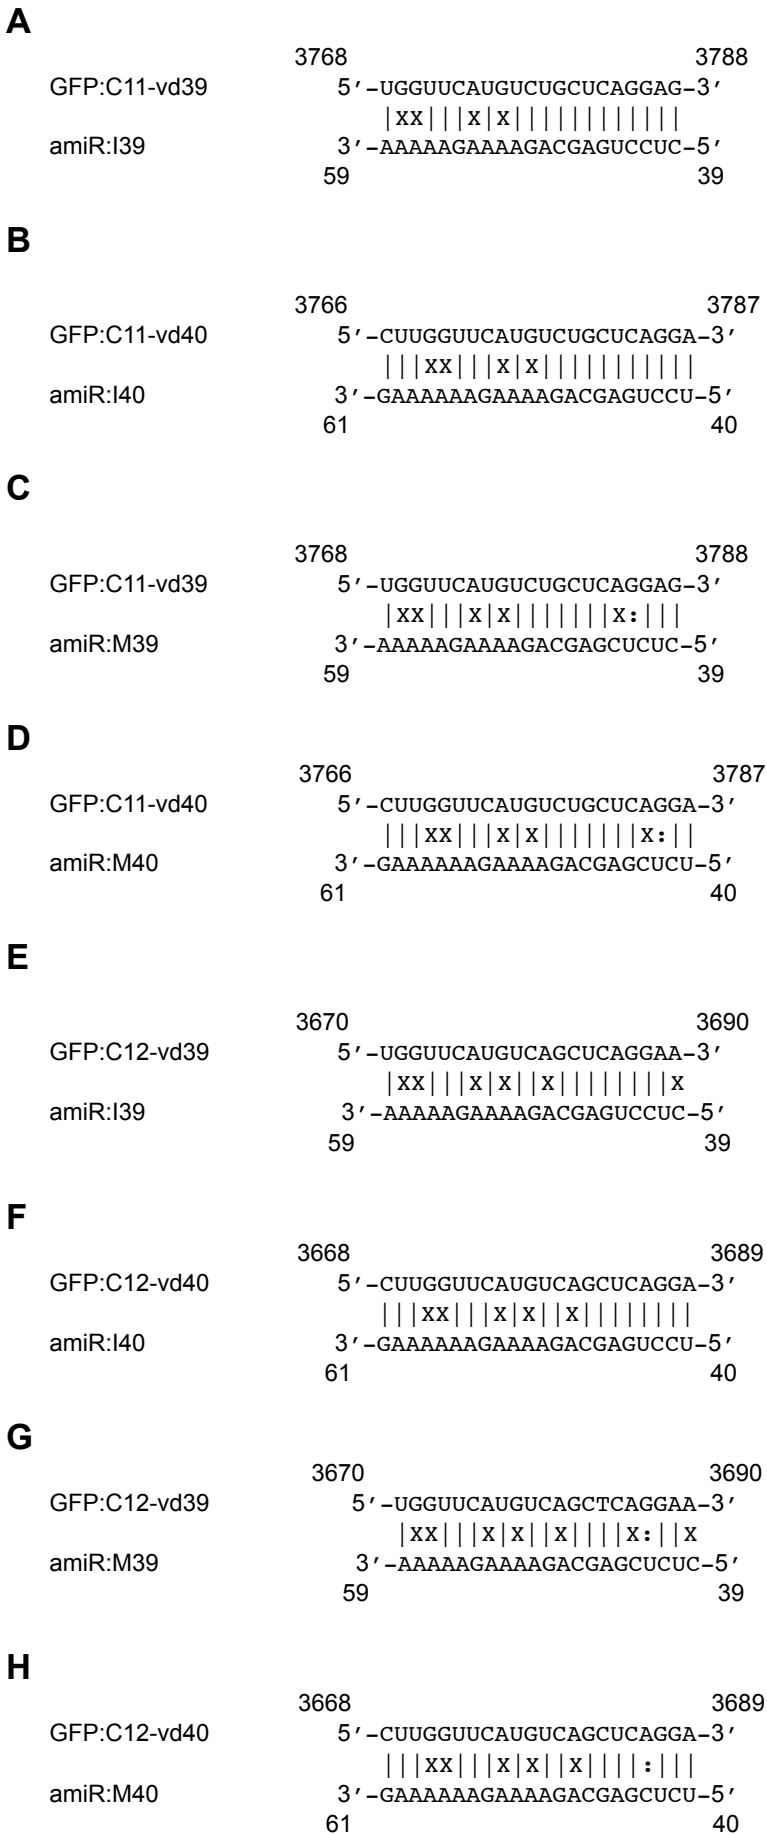 A
3768 3788
GFP:C11-vd39 5′-UGGUUCAUGUCUGCUCAGGAG-3′
|xx|||x|x||||||||||||
amiR:I39 3′-AAAAAGAAAAGACGAGUCCUC-5′
59 39
B
3766 3787
GFP:C11-vd40 5′-CUUGGUUCAUGUCUGCUCAGGA-3′
|||xx|||x|x|||||||||||
amiR:I40 3′-GAAAAAAGAAAAGACGAGUCCU-5′
61 40
C
3768 3788
GFP:C11-vd39 5′-UGGUUCAUGUCUGCUCAGGAG-3′
|xx|||x|x|||||||x:|||
amiR:M39 3′-AAAAAGAAAAGACGAGCUCUC-5′
59 39
D
3766 3787
GFP:C11-vd40 5′-CUUGGUUCAUGUCUGCUCAGGA-3′
|||xx|||x|x|||||||x:||
amiR:M40 3′-GAAAAAAGAAAAGACGAGCUCU-5′
61 40
E
3670 3690
GFP:C12-vd39 5′-UGGUUCAUGUCAGCUCAGGAA-3′
|xx|||x|x||x||||||||x
amiR:I39 3′-AAAAAGAAAAGACGAGUCCUC-5′
59 39
F
3668 3689
GFP:C12-vd40 5′-CUUGGUUCAUGUCAGCUCAGGA-3′
|||xx|||x|x||x||||||||
amiR:I40 3′-GAAAAAAGAAAAGACGAGUCCU-5′
61 40
G
3670 3690
GFP:C12-vd39 5′-UGGUUCAUGUCAGCTCAGGAA-3′
|xx|||x|x||x||||x:||x
amiR:M39 3′-AAAAAGAAAAGACGAGCUCUC-5′
59 39
H
3668 3689
GFP:C12-vd40 5′-CUUGGUUCAUGUCAGCUCAGGA-3′
|||xx|||x|x||x||||:|||
amiR:M40 3′-GAAAAAAGAAAAGACGAGCUCU-5′
61 40